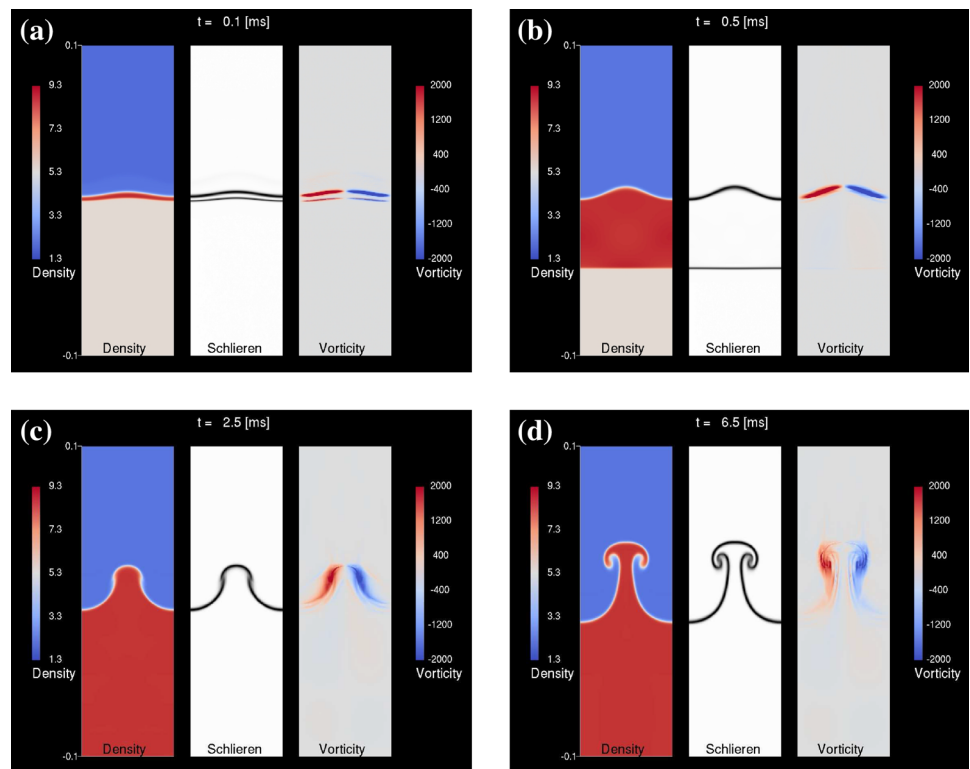 (a)
t = 0.1 [ms]
0.1
9.3
7.3
5.3
3.3
1.3
Density
-0.1
Density
Schlieren
Vorticity
2000
1200
400
-400
-1200
-2000
Vorticity
(b)
t = 0.5 [ms]
0.1
9.3
7.3
5.3
3.3
1.3
Density
-0.1
Density
Schlieren
Vorticity
2000
1200
400
-400
-1200
-2000
Vorticity
(c)
t = 2.5 [ms]
0.1
9.3
7.3
5.3
3.3
1.3
Density
-0.1
Density
Schlieren
Vorticity
2000
1200
400
-400
-1200
-2000
Vorticity
(d)
t = 6.5 [ms]
0.1
9.3
7.3
5.3
3.3
1.3
Density
-0.1
Density
Schlieren
Vorticity
2000
1200
400
-400
-1200
-2000
Vorticity